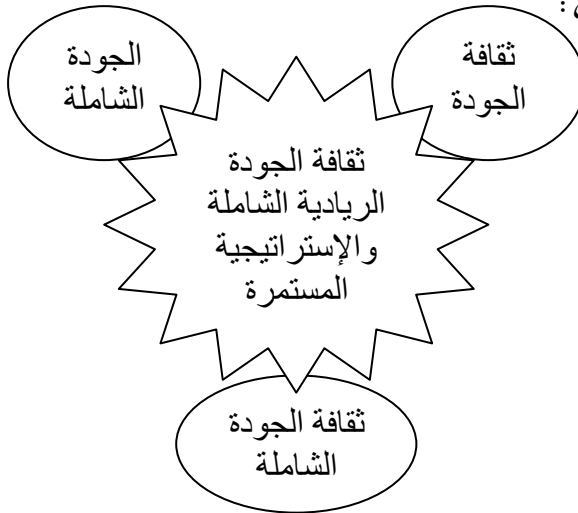 ثقافة
الجودة
الجودة
الشاملة
ثقافة الجودة
الريادية الشاملة
والإستراتيجية
المستمرة
ثقافة الجودة
الشاملة